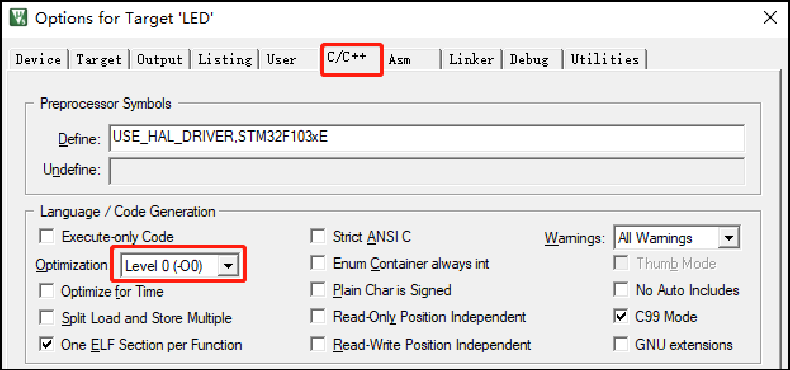 Options for Target 'LED'
Device Target Output Listing User C/C++ Asm Linker Debug Utilities
Preprocessor Symbols
Define: USE_HAL_DRIVER,STM32F103xE
Undefine:
Language / Code Generation
Execute-only Code Strict ANSI C Warnings: All Warnings
Optimization Level 0 (-O0) Enum Container always int Thumb Mode
Optimize for Time Plain Char is Signed No Auto Includes
Split Load and Store Multiple Read-Only Position Independent C99 Mode
One ELF Section per Function Read-Write Position Independent GNU extensions